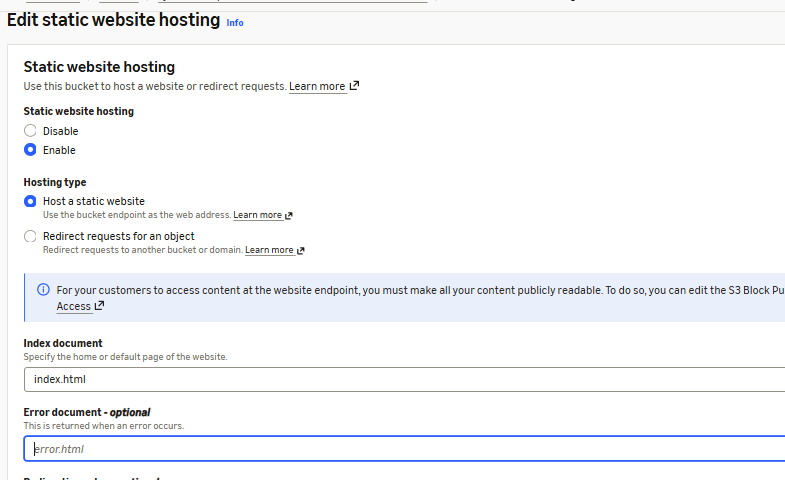 Edit static website hosting Info
Static website hosting
Use this bucket to host a website or redirect requests. Learn more
Static website hosting
Disable
Enable
Hosting type
Host a static website
Use the bucket endpoint as the web address. Learn more
Redirect requests for an object
Redirect requests to another bucket or domain. Learn more
For your customers to access content at the website endpoint, you must make all your content publicly readable. To do so, you can edit the S3 Block Pu
Access
Index document
Specify the home or default page of the website.
index.html
Error document - optional
This is returned when an error occurs.
error.html